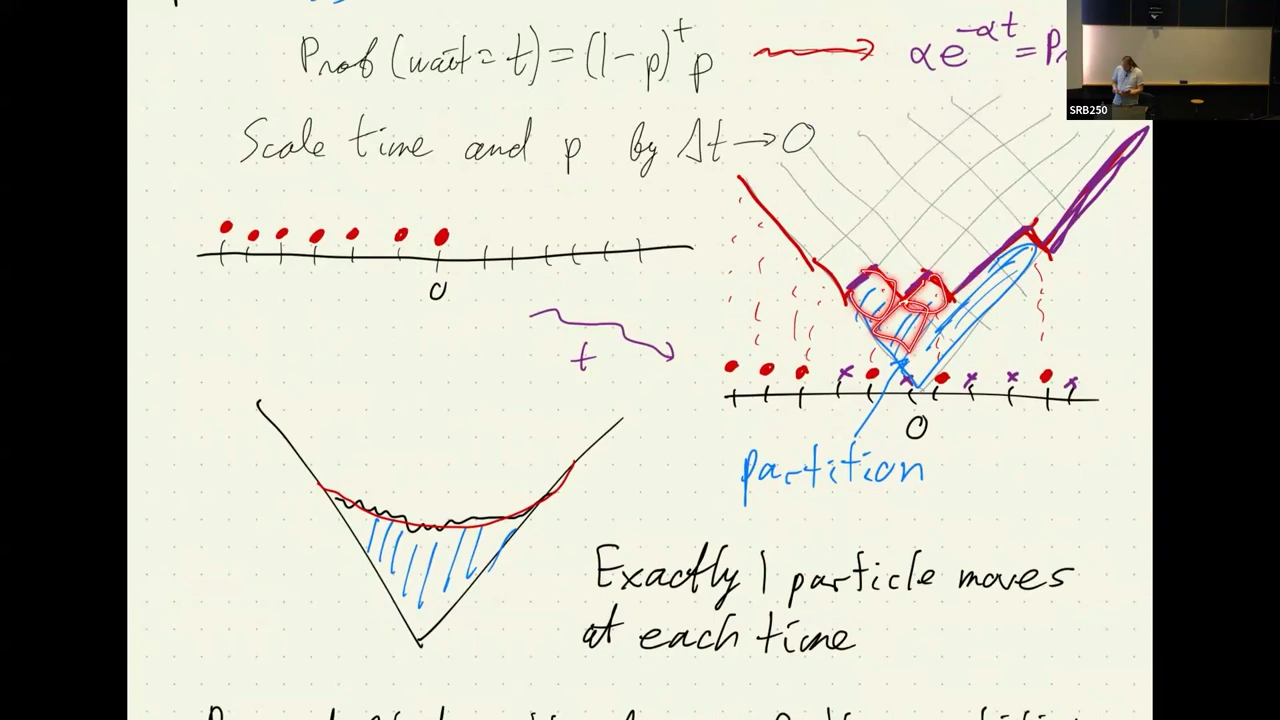 Prob (wait = t) = (1-p)^t p → αe^{-αt} = Pr
SRB250
Scale time and p by Δt → 0
0
t
0
partition
Exactly 1 particle moves
at each time